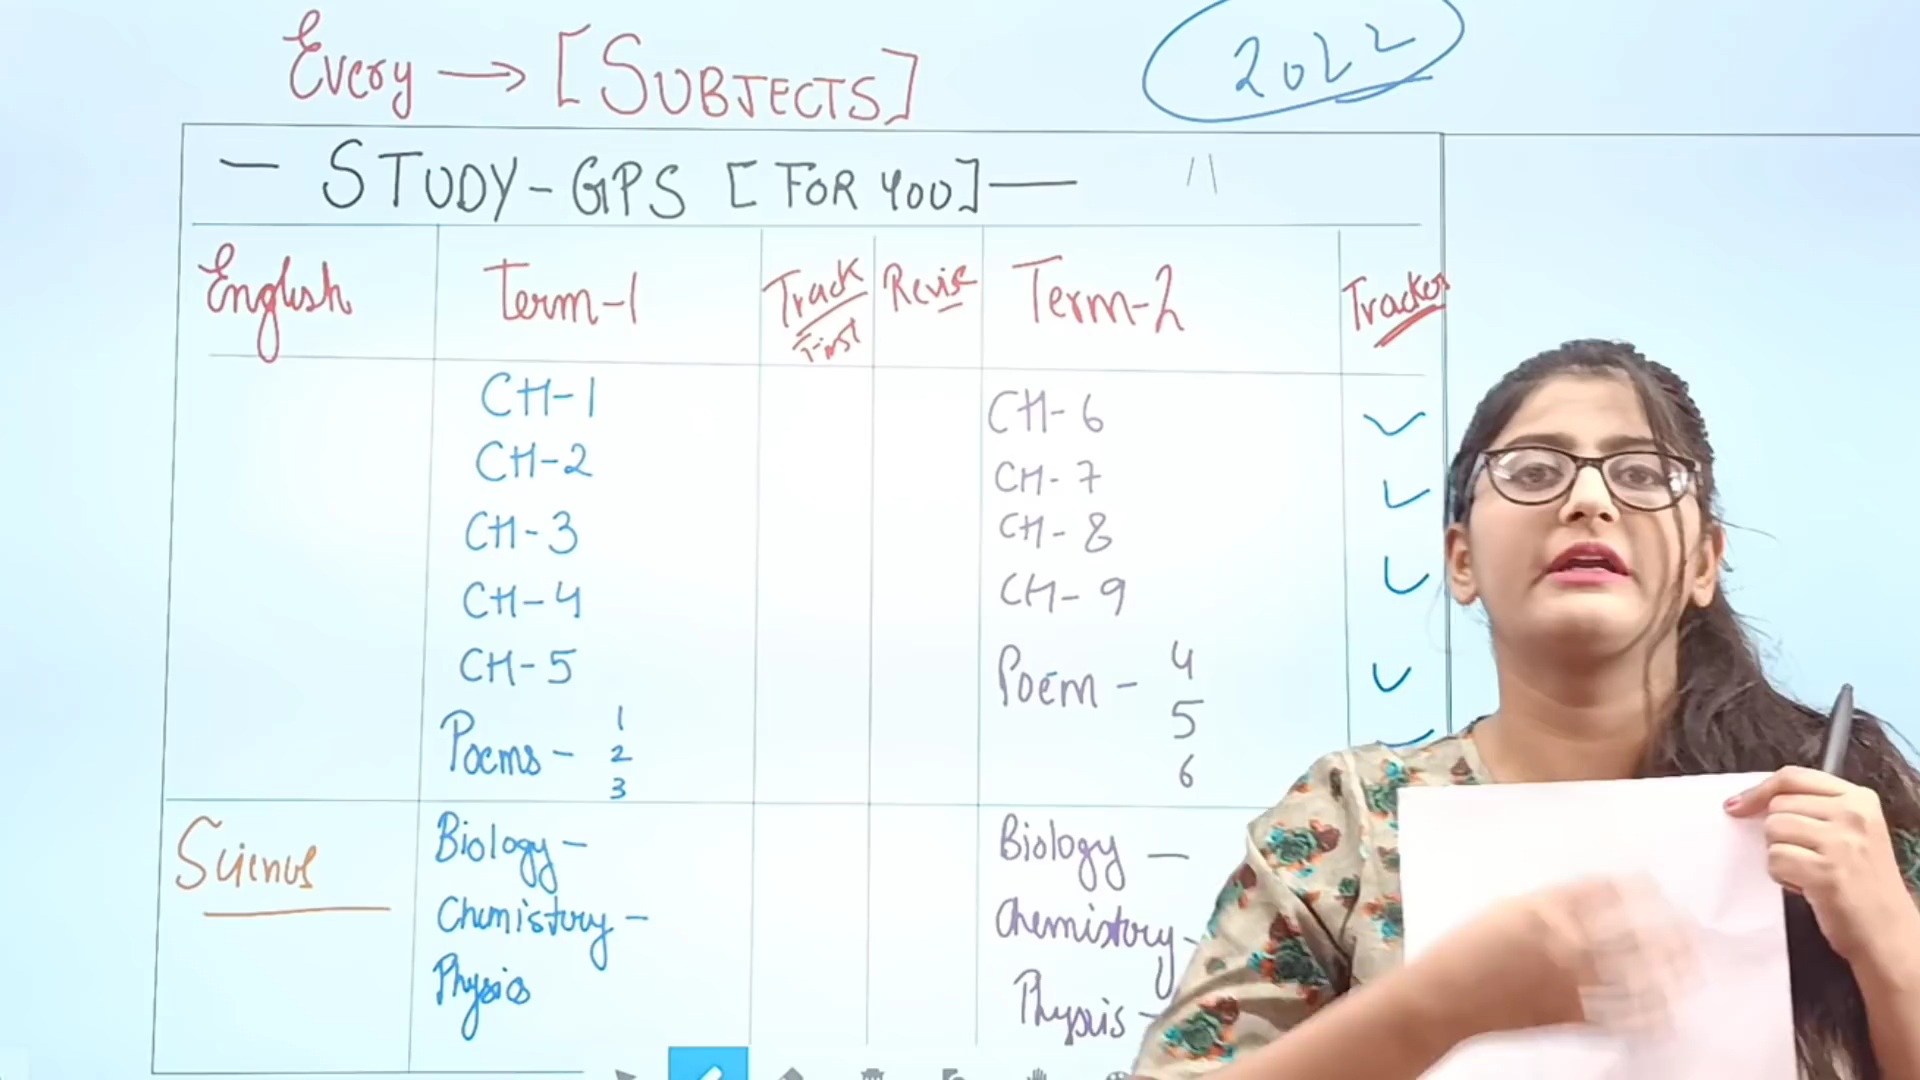 Every → [SUBJECTS]
2022
— STUDY-GPS [FOR YOU] —
English Term-1 Track First Revise Term-2 Tracker
CH-1 CH-6
CH-2 CH-7
CH-3 CH-8
CH-4 CH-9
CH-5
Poem - 4
5
6
Poems - 1
2
3
Science Biology - Biology —
Chemistry - Chemistry -
Physics Physis -